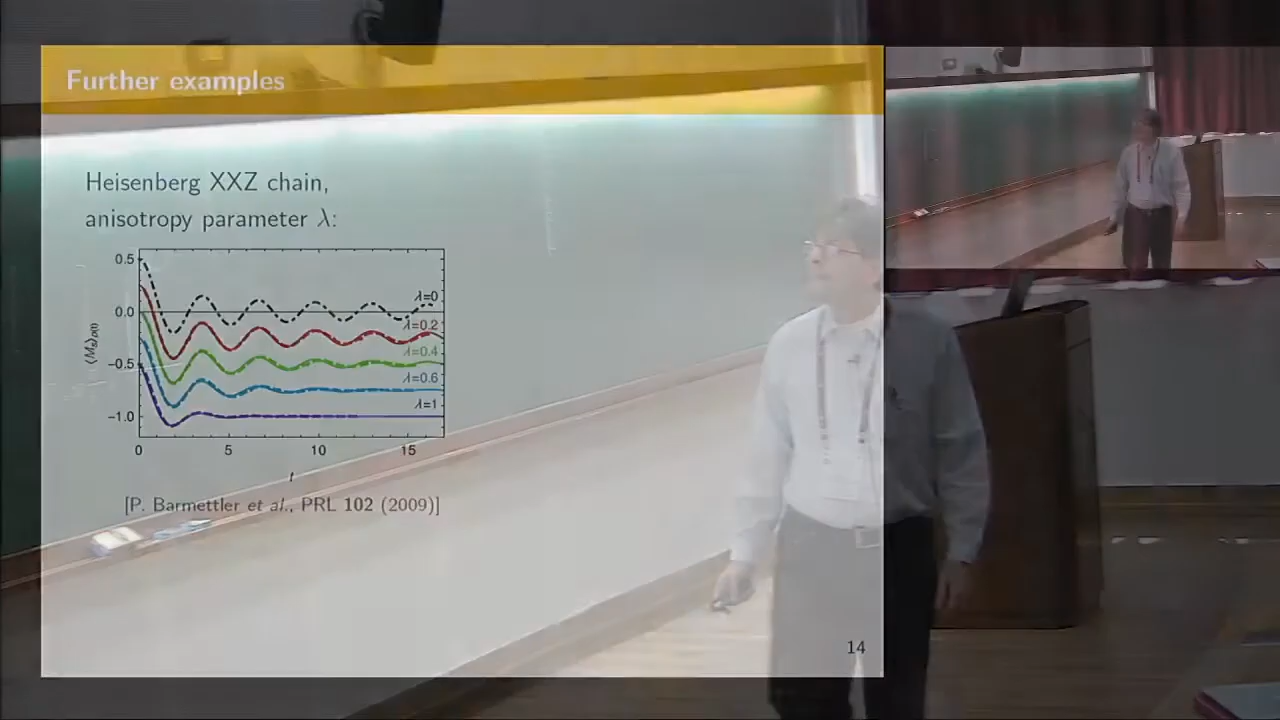 Further examples
Heisenberg XXZ chain,
anisotropy parameter λ:
0.5
0.0
−0.5
−1.0
λ=0
λ=0.2
λ=0.4
λ=0.6
λ=1
0 5 10 15
t
[P. Barmettler et al., PRL 102 (2009)]
14